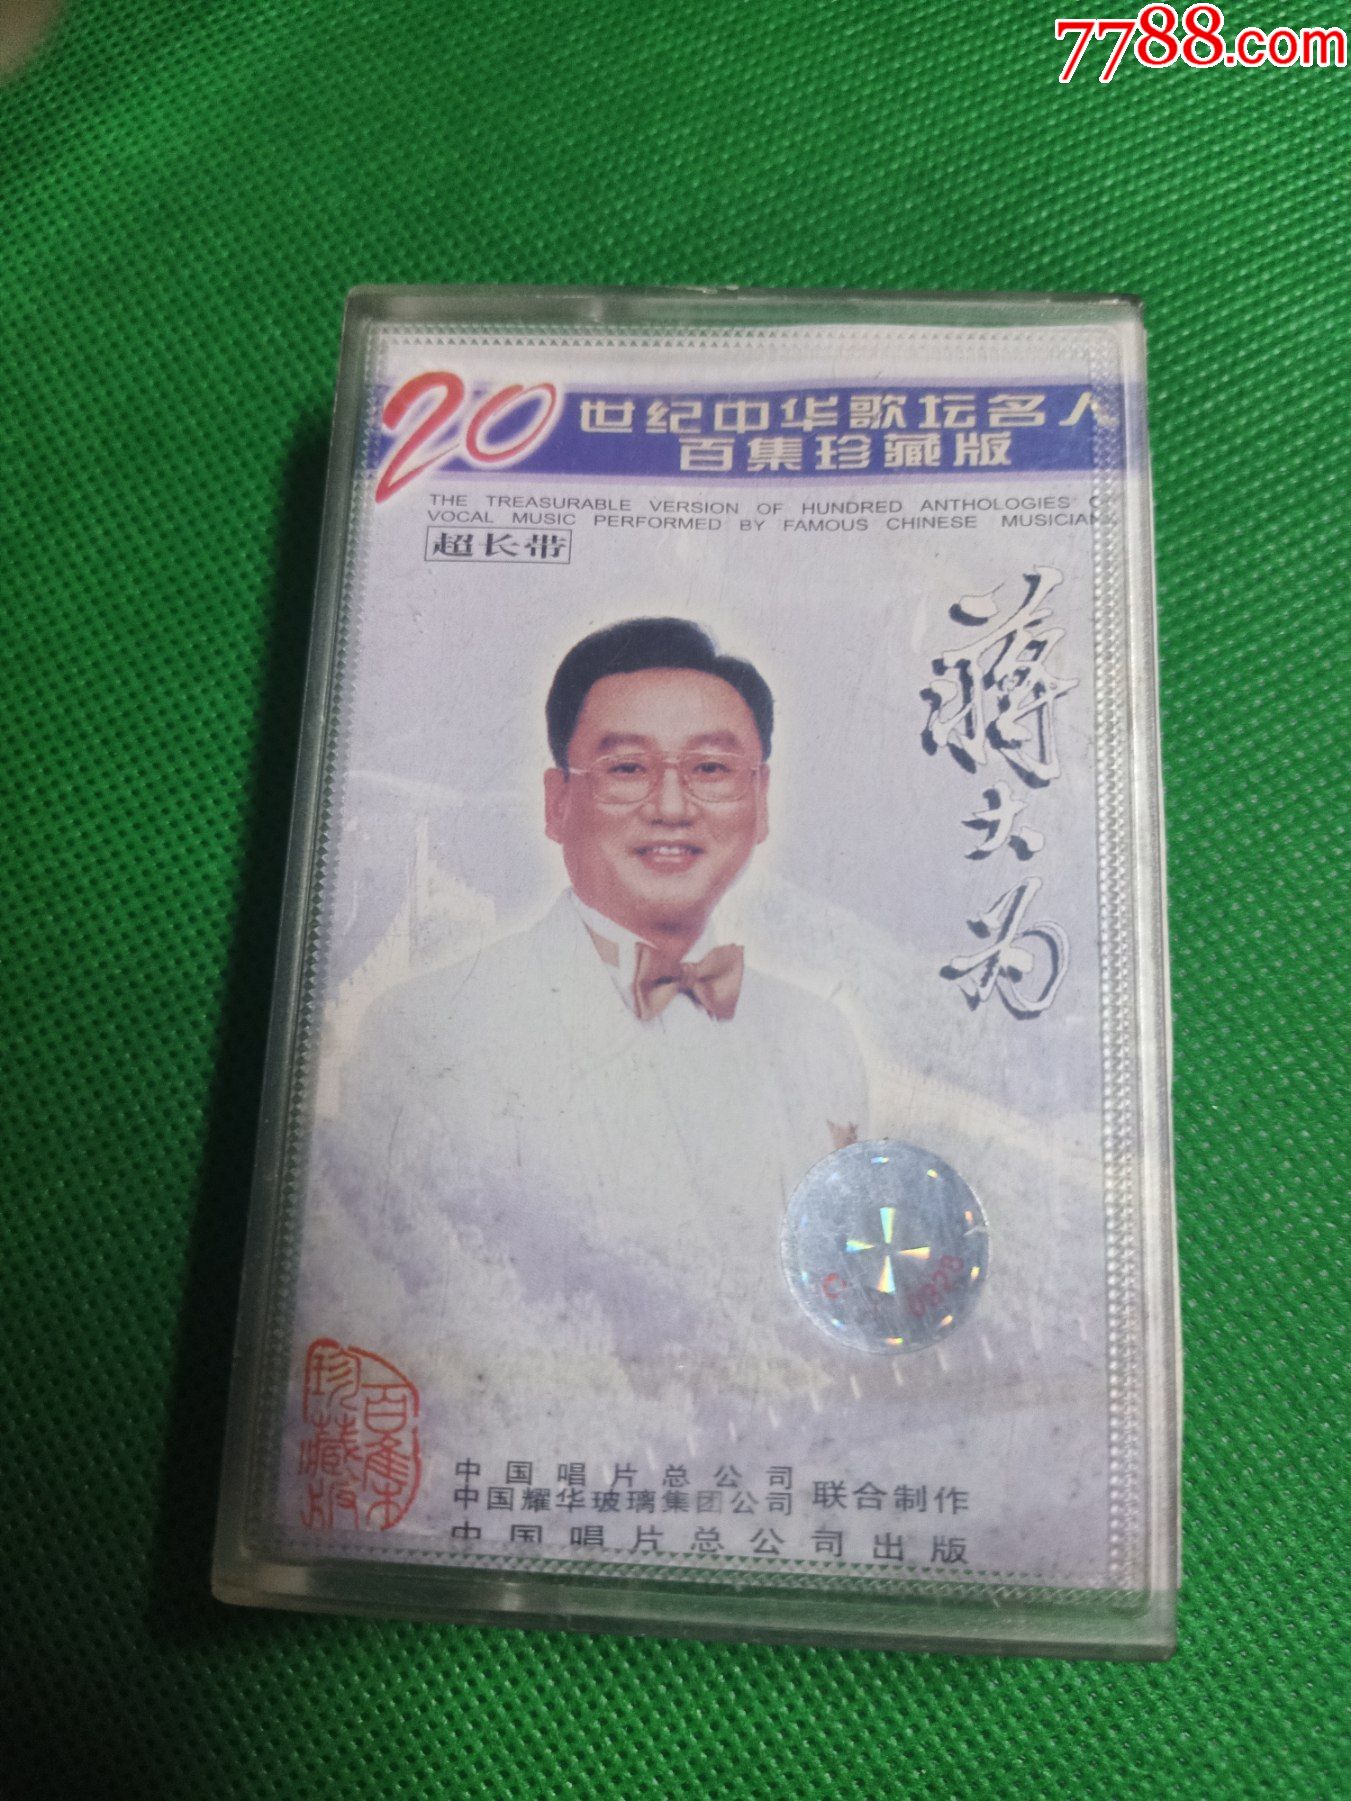 7788.com
20世纪中华歌坛名人
百集珍藏版
THE TREASURABLE VERSION OF HUNDRED ANTHOLOGIES
VOCAL MUSIC PERFORMED BY FAMOUS CHINESE MUSICIAN
超长带
蒋大为
百集
珍藏版
中国唱片总公司
中国耀华玻璃集团公司
联合制作
中国唱片总公司出版